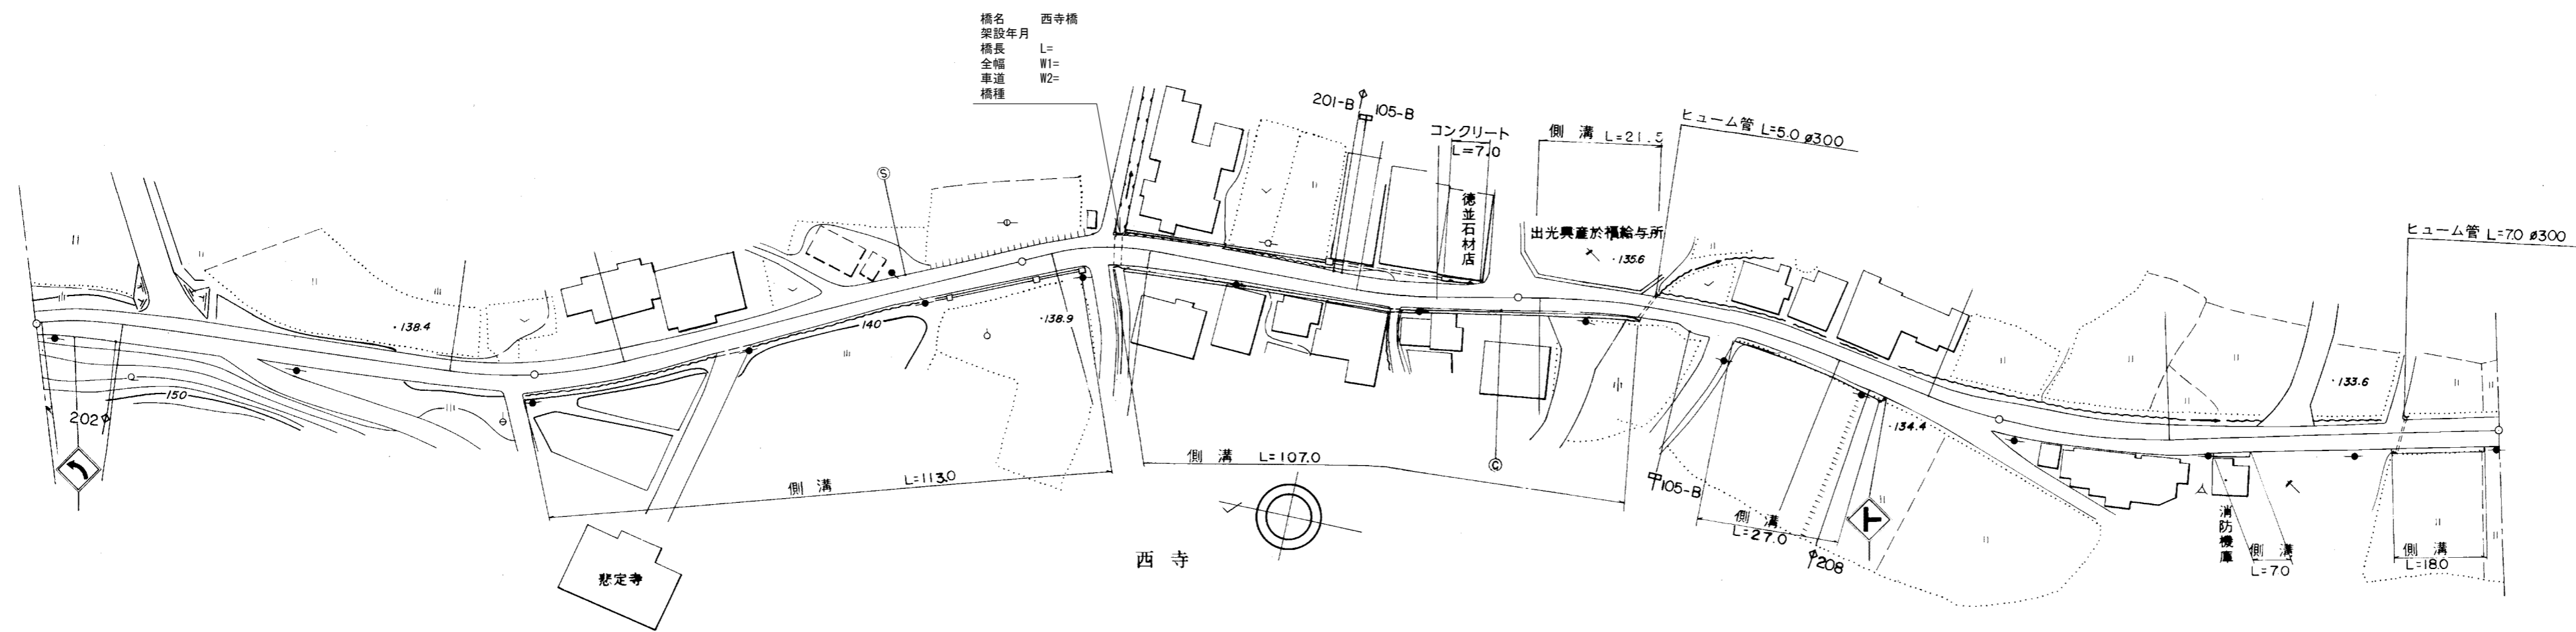 橋名 西寺橋
架設年月
橋長 L=
全幅 W1=
車道 W2=
橋種
201-B
105-B
コンクリート
L=7.0
側溝 L=21.5
ヒューム管 L=5.0 ø300
ヒューム管 L=7.0 ø300
Ⓢ
徳並石材店
出光興産於福給与所
135.6
138.4
140
138.9
150
202
133.6
134.4
側溝 L=113.0
側溝 L=107.0
Ⓒ
105-B
側溝
L=27.0
208
西寺
定寺
消防機庫
側溝
L=7.0
側溝
L=18.0